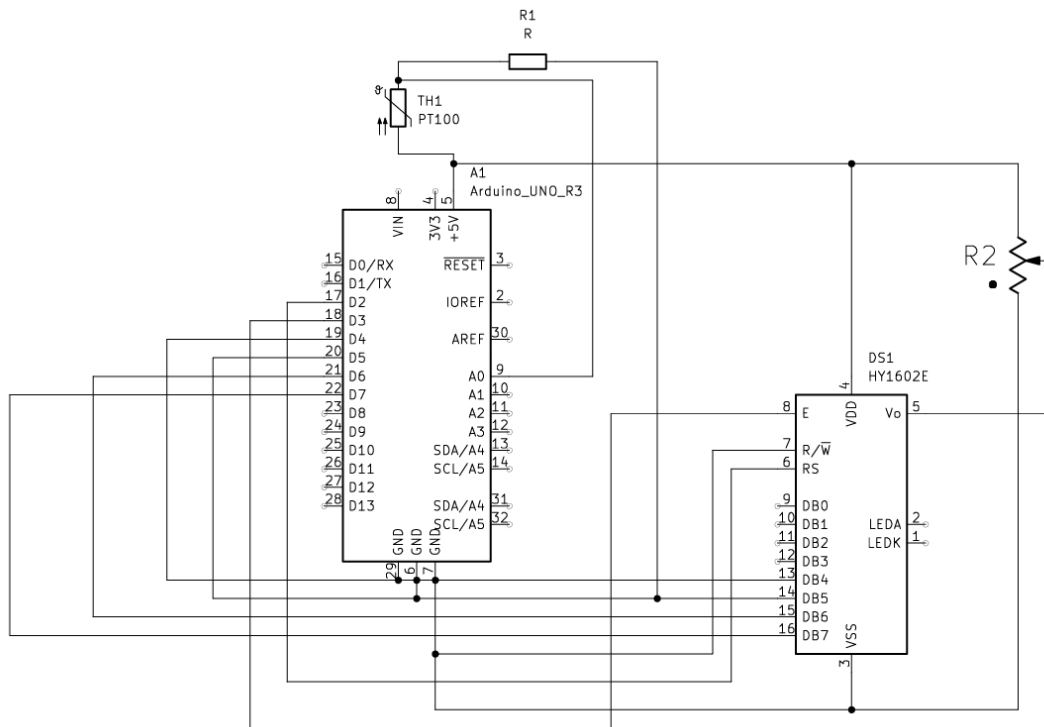 R1
R
TH1
PT100
A1
Arduino_UNO_R3
8
4
5
VIN
3V3
+5V
15
D0/RX
RESET
3
16
D1/TX
17
D2
IOREF
2
18
D3
19
D4
AREF
30
20
D5
21
D6
A0
9
22
D7
A1
10
23
D8
A2
11
24
D9
A3
12
25
D10
SDA/A4
13
26
D11
SCL/A5
14
27
D12
28
D13
SDA/A4
31
SCL/A5
32
GND
GND
GND
29
6
7
R2
DS1
HY1602E
4
VDD
8
E
Vo
5
7
R/W
6
RS
9
DB0
10
DB1
LEDA
2
11
DB2
LEDK
1
12
DB3
13
DB4
14
DB5
15
DB6
16
DB7
VSS
3